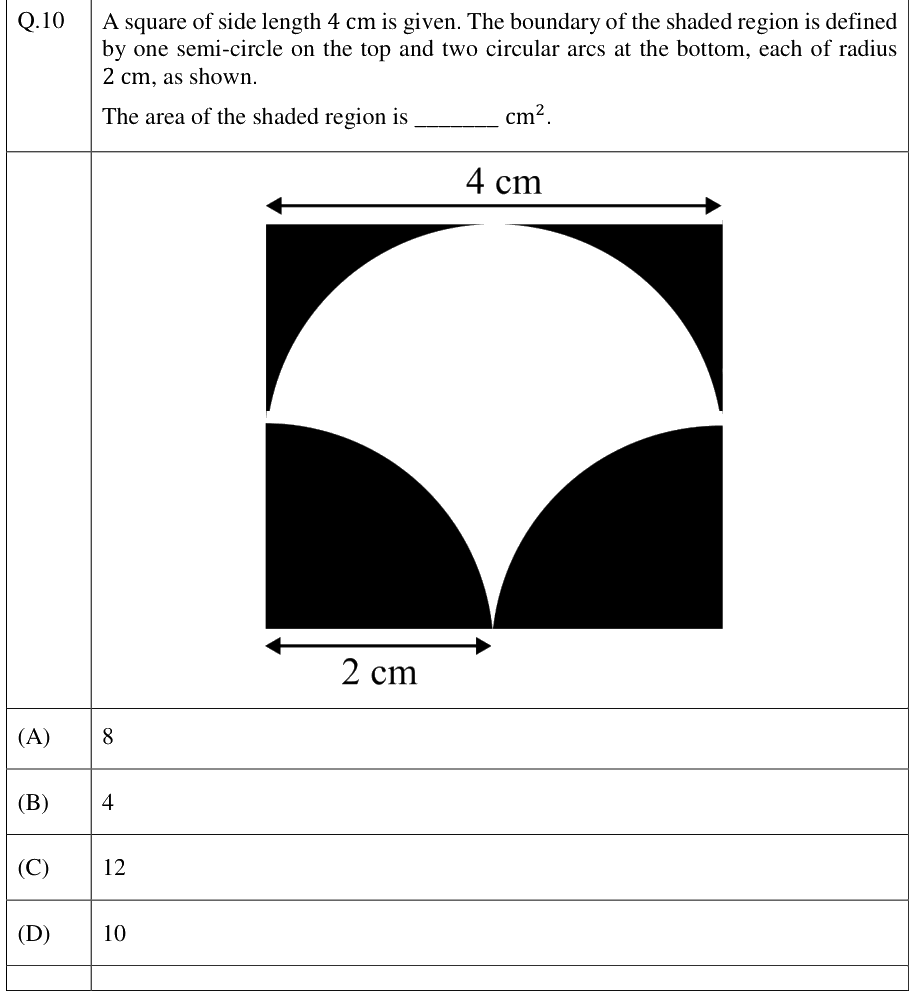 Q.10 A square of side length 4 cm is given. The boundary of the shaded region is defined
by one semi-circle on the top and two circular arcs at the bottom, each of radius
2 cm, as shown.
The area of the shaded region is _______ cm².
4 cm
2 cm
(A) 8
(B) 4
(C) 12
(D) 10